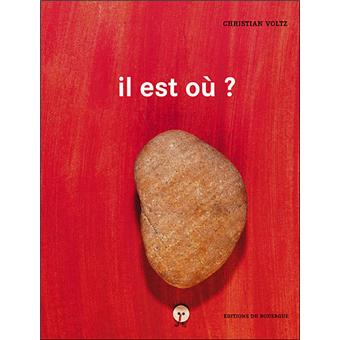 CHRISTIAN VOLTZ
il est où ?
EDITIONS DU ROUERGUE